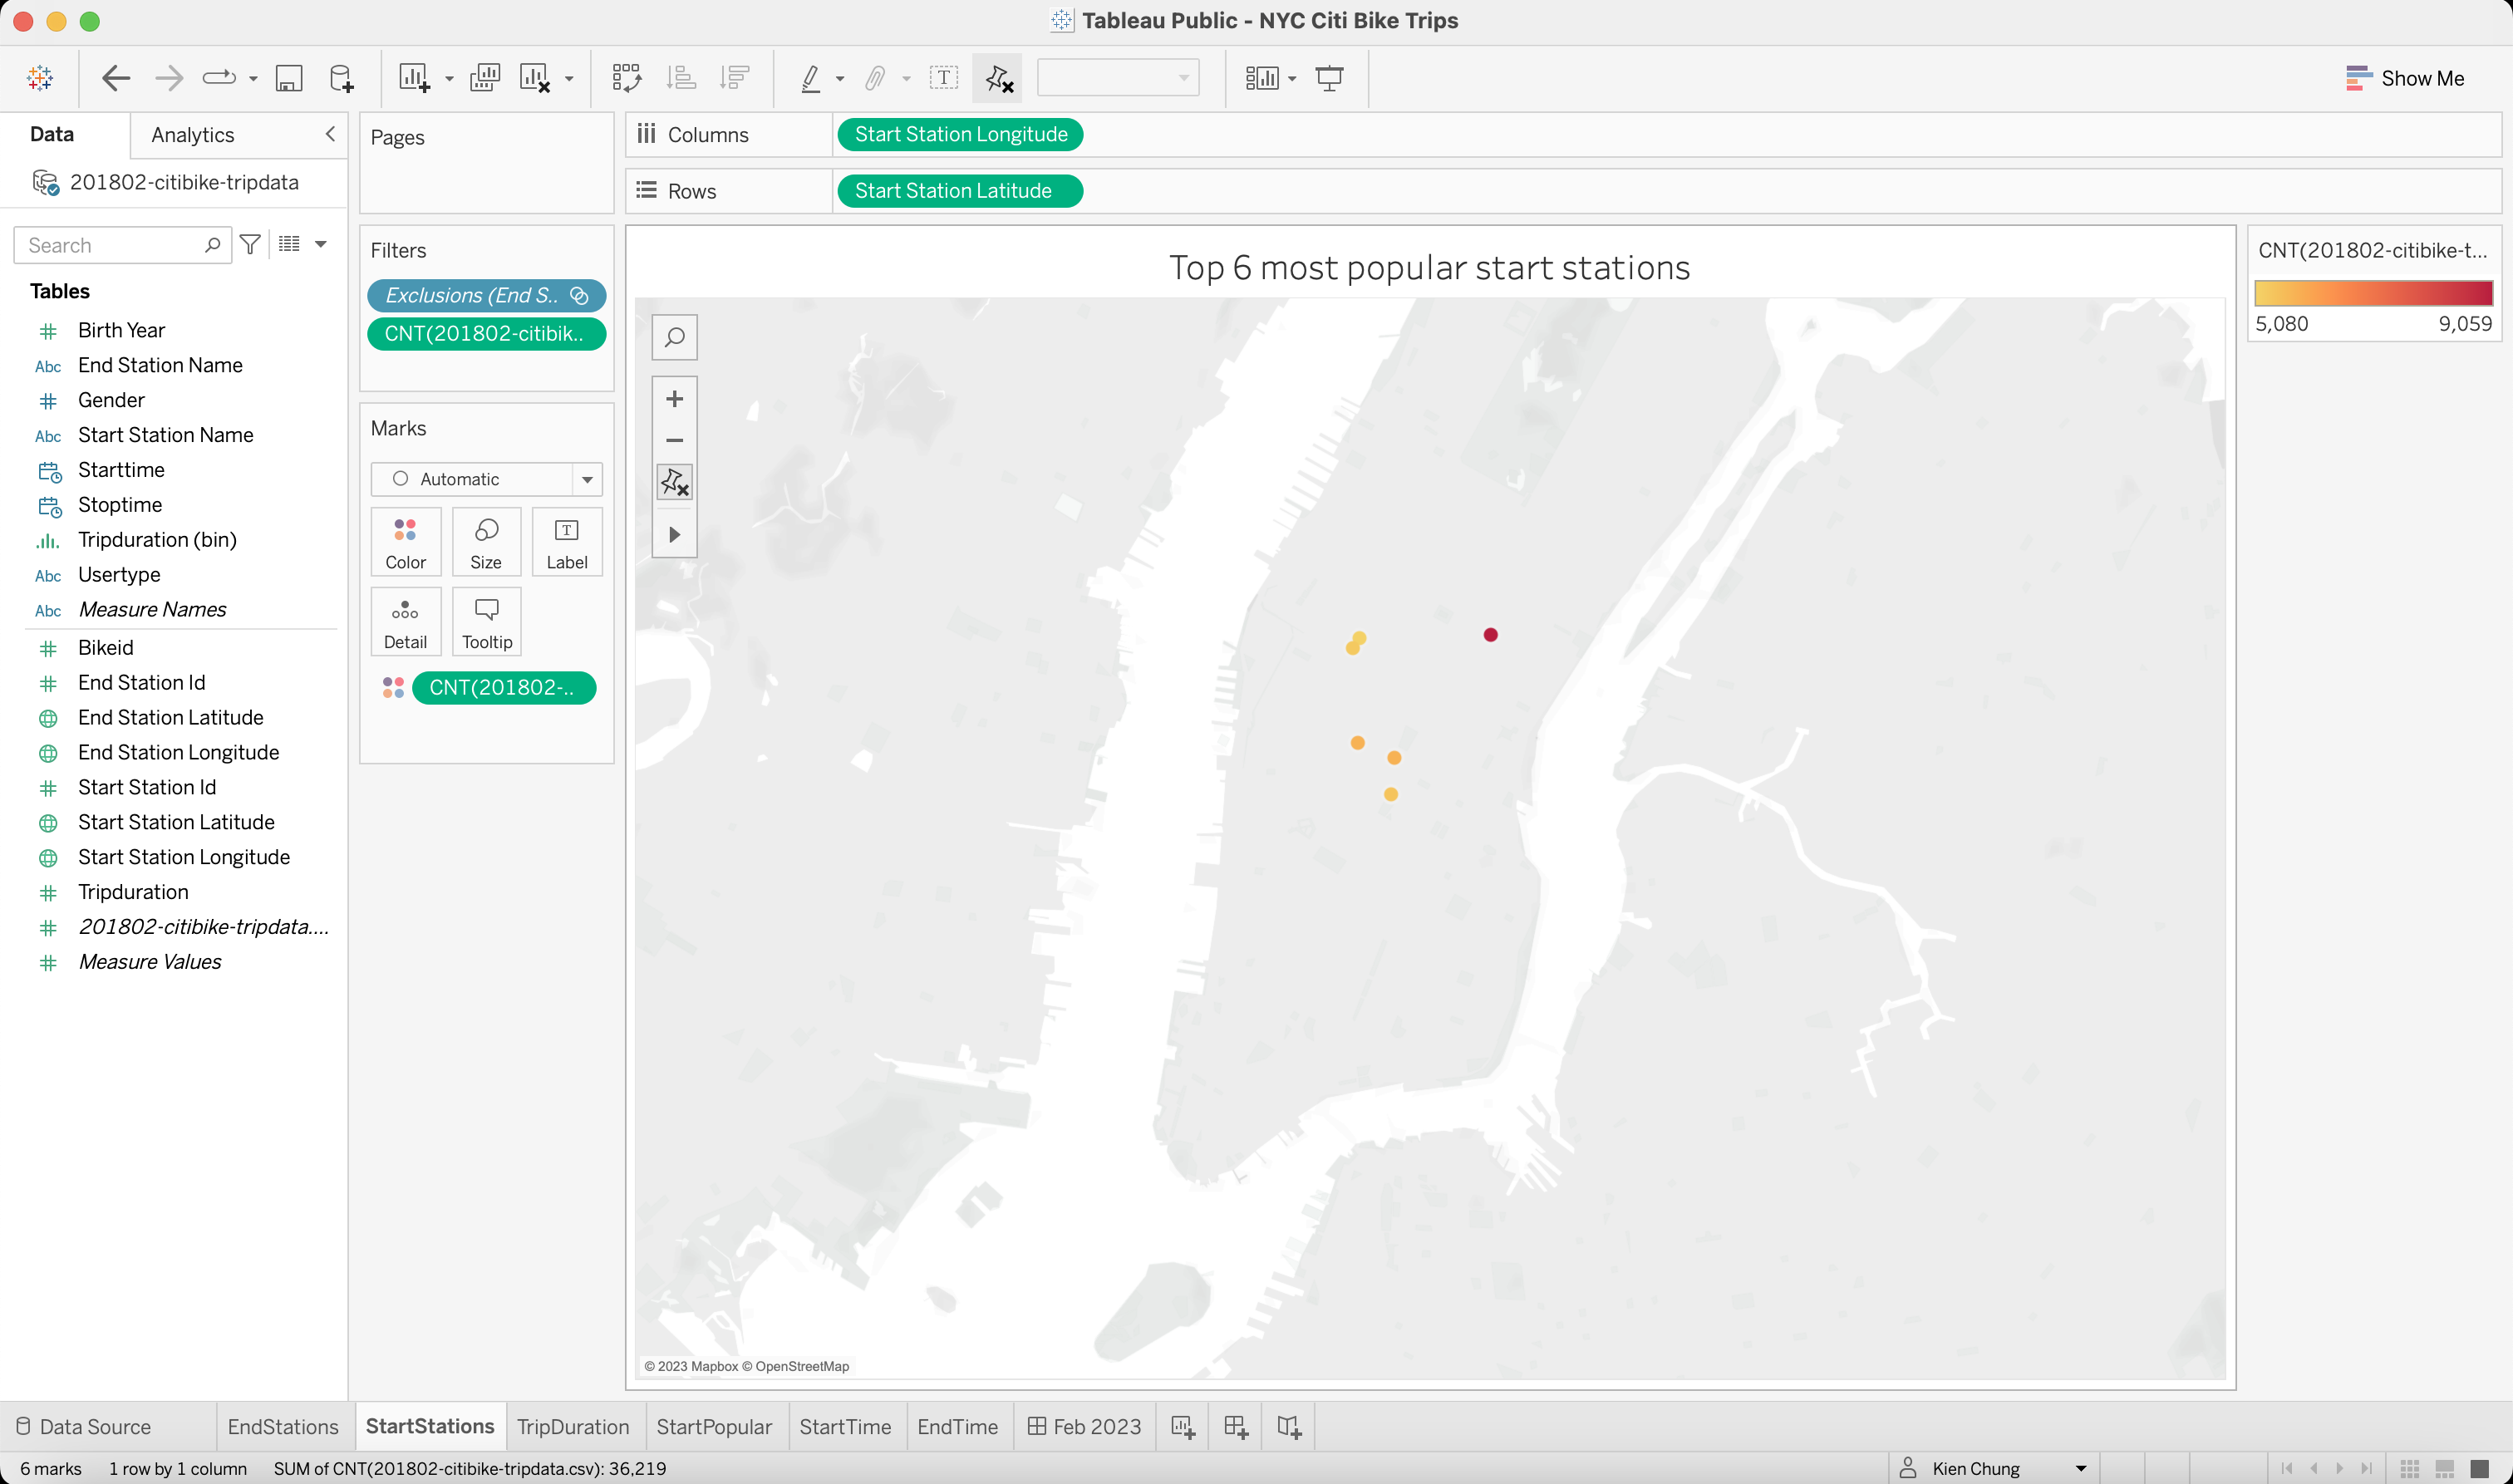 Tableau Public - NYC Citi Bike Trips
Show Me
Data
Analytics
201802-citibike-tripdata
Search
Tables
Birth Year
Abc End Station Name
Gender
Abc Start Station Name
Starttime
Stoptime
Tripduration (bin)
Abc Usertype
Abc Measure Names
Bikeid
End Station Id
End Station Latitude
End Station Longitude
Start Station Id
Start Station Latitude
Start Station Longitude
Tripduration
201802-citibike-tripdata....
Measure Values
Pages
Filters
Exclusions (End S..
CNT(201802-citibik..
Marks
Automatic
Color
Size
Label
Detail
Tooltip
CNT(201802-..
Columns
Start Station Longitude
Rows
Start Station Latitude
Top 6 most popular start stations
© 2023 Mapbox © OpenStreetMap
CNT(201802-citibike-t...
5,080 9,059
Data Source
EndStations
StartStations
TripDuration
StartPopular
StartTime
EndTime
Feb 2023
6 marks
1 row by 1 column
SUM of CNT(201802-citibike-tripdata.csv): 36,219
Kien Chung